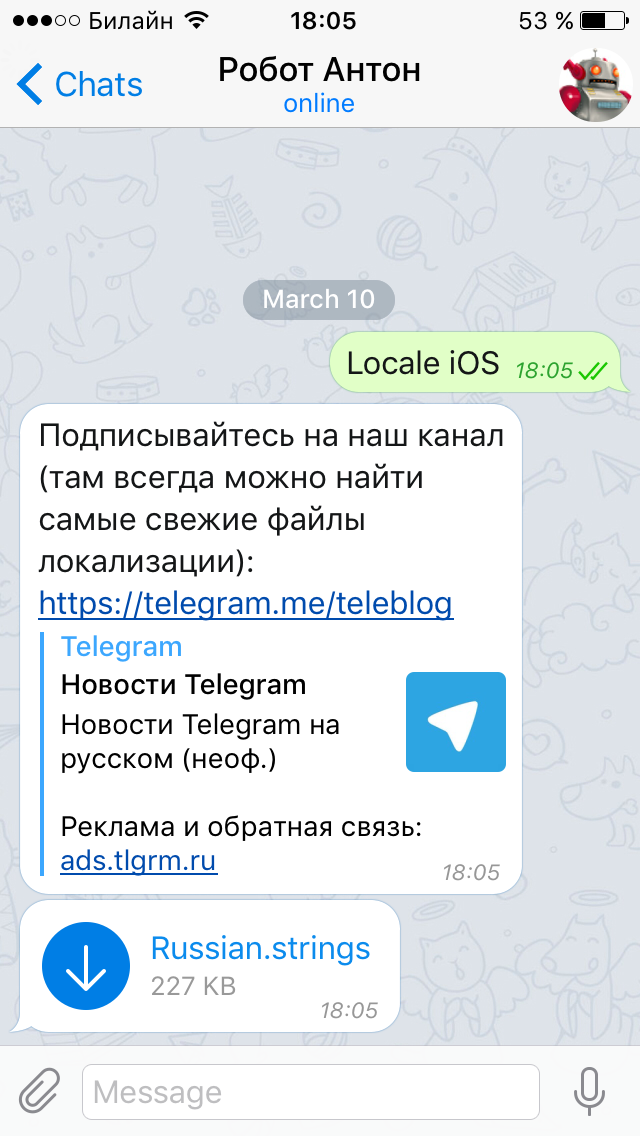 Билайн 18:05 53 %
Chats Робот Антон
online
March 10
Locale iOS 18:05
Подписывайтесь на наш канал
(там всегда можно найти
самые свежие файлы
локализации):
https://telegram.me/teleblog
Telegram
Новости Telegram
Новости Telegram на
русском (неоф.)
Реклама и обратная связь:
ads.tlgrm.ru
18:05
Russian.strings
227 KB
18:05
Message